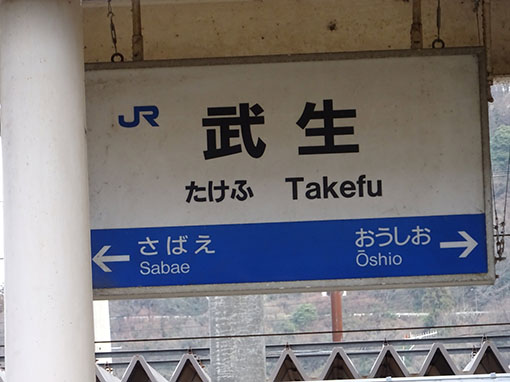 JR
武生
たけふ Takefu
← さばえ おうしお →
Sabae Ōshio